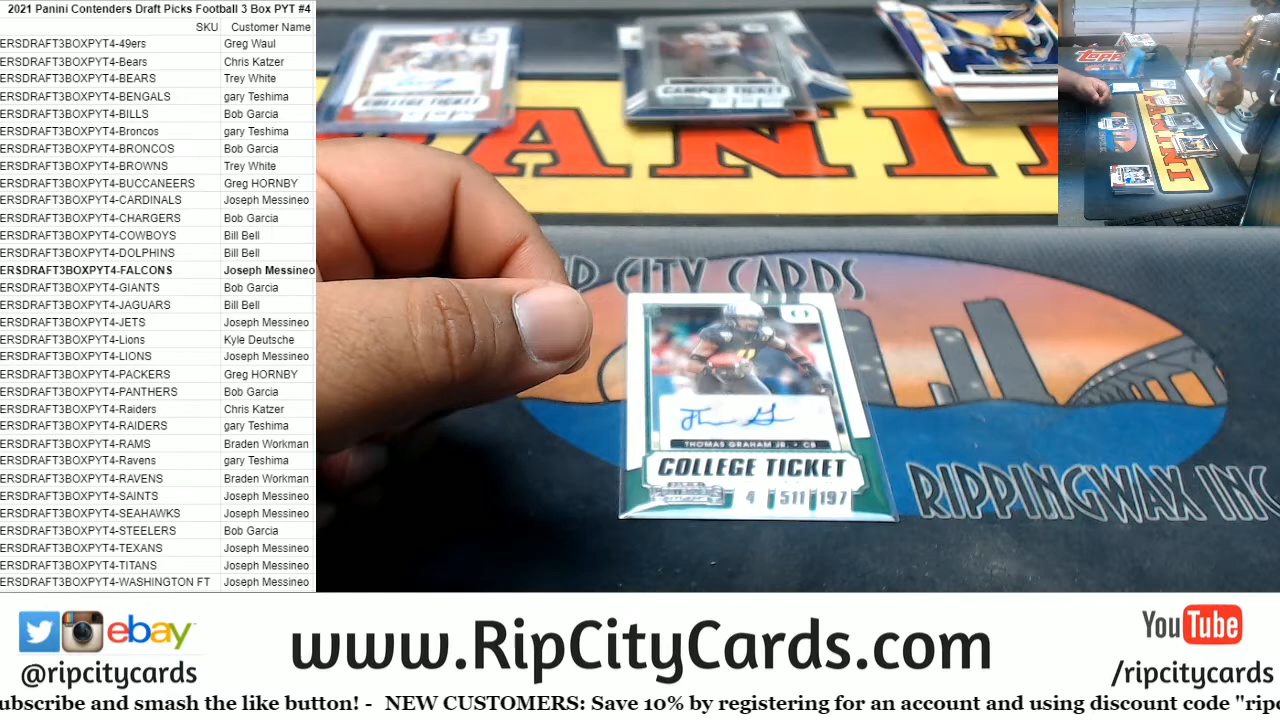 2021 Panini Contenders Draft Picks Football 3 Box PYT #4
SKU Customer Name
ERSDRAFT3BOXPYT4-49ers Greg Waul
ERSDRAFT3BOXPYT4-Bears Chris Katzer
ERSDRAFT3BOXPYT4-BEARS Trey White
ERSDRAFT3BOXPYT4-BENGALS gary Teshima
ERSDRAFT3BOXPYT4-BILLS Bob Garcia
ERSDRAFT3BOXPYT4-Broncos gary Teshima
ERSDRAFT3BOXPYT4-BRONCOS Bob Garcia
ERSDRAFT3BOXPYT4-BROWNS Trey White
ERSDRAFT3BOXPYT4-BUCCANEERS Greg HORNBY
ERSDRAFT3BOXPYT4-CARDINALS Joseph Messineo
ERSDRAFT3BOXPYT4-CHARGERS Bob Garcia
ERSDRAFT3BOXPYT4-COWBOYS Bill Bell
ERSDRAFT3BOXPYT4-DOLPHINS Bill Bell
ERSDRAFT3BOXPYT4-FALCONS Joseph Messineo
ERSDRAFT3BOXPYT4-GIANTS Bob Garcia
ERSDRAFT3BOXPYT4-JAGUARS Bill Bell
ERSDRAFT3BOXPYT4-JETS Joseph Messineo
ERSDRAFT3BOXPYT4-Lions Kyle Deutsche
ERSDRAFT3BOXPYT4-LIONS Joseph Messineo
ERSDRAFT3BOXPYT4-PACKERS Greg HORNBY
ERSDRAFT3BOXPYT4-PANTHERS Bob Garcia
ERSDRAFT3BOXPYT4-Raiders Chris Katzer
ERSDRAFT3BOXPYT4-RAIDERS gary Teshima
ERSDRAFT3BOXPYT4-RAMS Braden Workman
ERSDRAFT3BOXPYT4-Ravens gary Teshima
ERSDRAFT3BOXPYT4-RAVENS Braden Workman
ERSDRAFT3BOXPYT4-SAINTS Joseph Messineo
ERSDRAFT3BOXPYT4-SEAHAWKS Joseph Messineo
ERSDRAFT3BOXPYT4-STEELERS Bob Garcia
ERSDRAFT3BOXPYT4-TEXANS Joseph Messineo
ERSDRAFT3BOXPYT4-TITANS Joseph Messineo
ERSDRAFT3BOXPYT4-WASHINGTON FT Joseph Messineo
COLLEGE TICKET
CAMPUS TICKET
PANINI
TOPPS
PANINI
IP CITY CARDS
RIPPINGWAX INC
THOMAS GRAHAM JR. • CB
COLLEGE TICKET
4 511 197
ebay
@ripcitycards
www.RipCityCards.com
YouTube
/ripcitycards
ubscribe and smash the like button! - NEW CUSTOMERS: Save 10% by registering for an account and using discount code "ripc